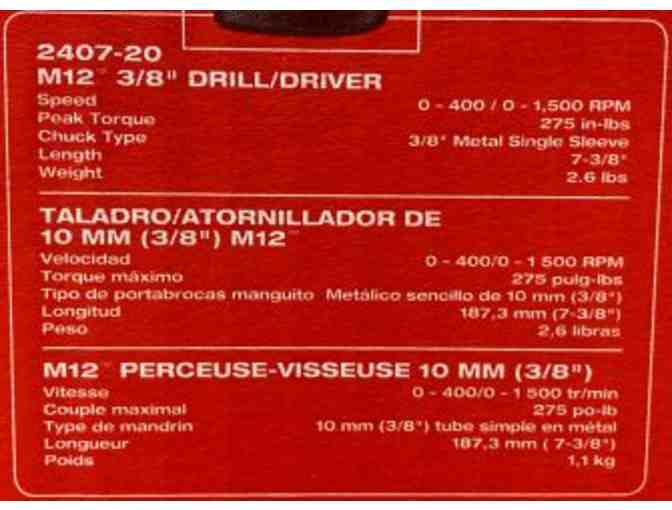 2407-20
M12™ 3/8" DRILL/DRIVER
Speed 0 - 400 / 0 - 1,500 RPM
Peak Torque 275 in-lbs
Chuck Type 3/8" Metal Single Sleeve
Length 7-3/8"
Weight 2.6 lbs
TALADRO/ATORNILLADOR DE
10 MM (3/8") M12™
Velocidad 0 - 400/0 - 1 500 RPM
Torque máximo 275 pulg-lbs
Tipo de portabrocas manguito Metálico sencillo de 10 mm (3/8")
Longitud 187,3 mm (7-3/8")
Peso 2,6 libras
M12™ PERCEUSE-VISSEUSE 10 MM (3/8")
Vitesse 0 - 400/0 - 1 500 tr/min
Couple maximal 275 po-lb
Type de mandrin 10 mm (3/8") tube simple en métal
Longueur 187,3 mm ( 7-3/8")
Poids 1,1 kg